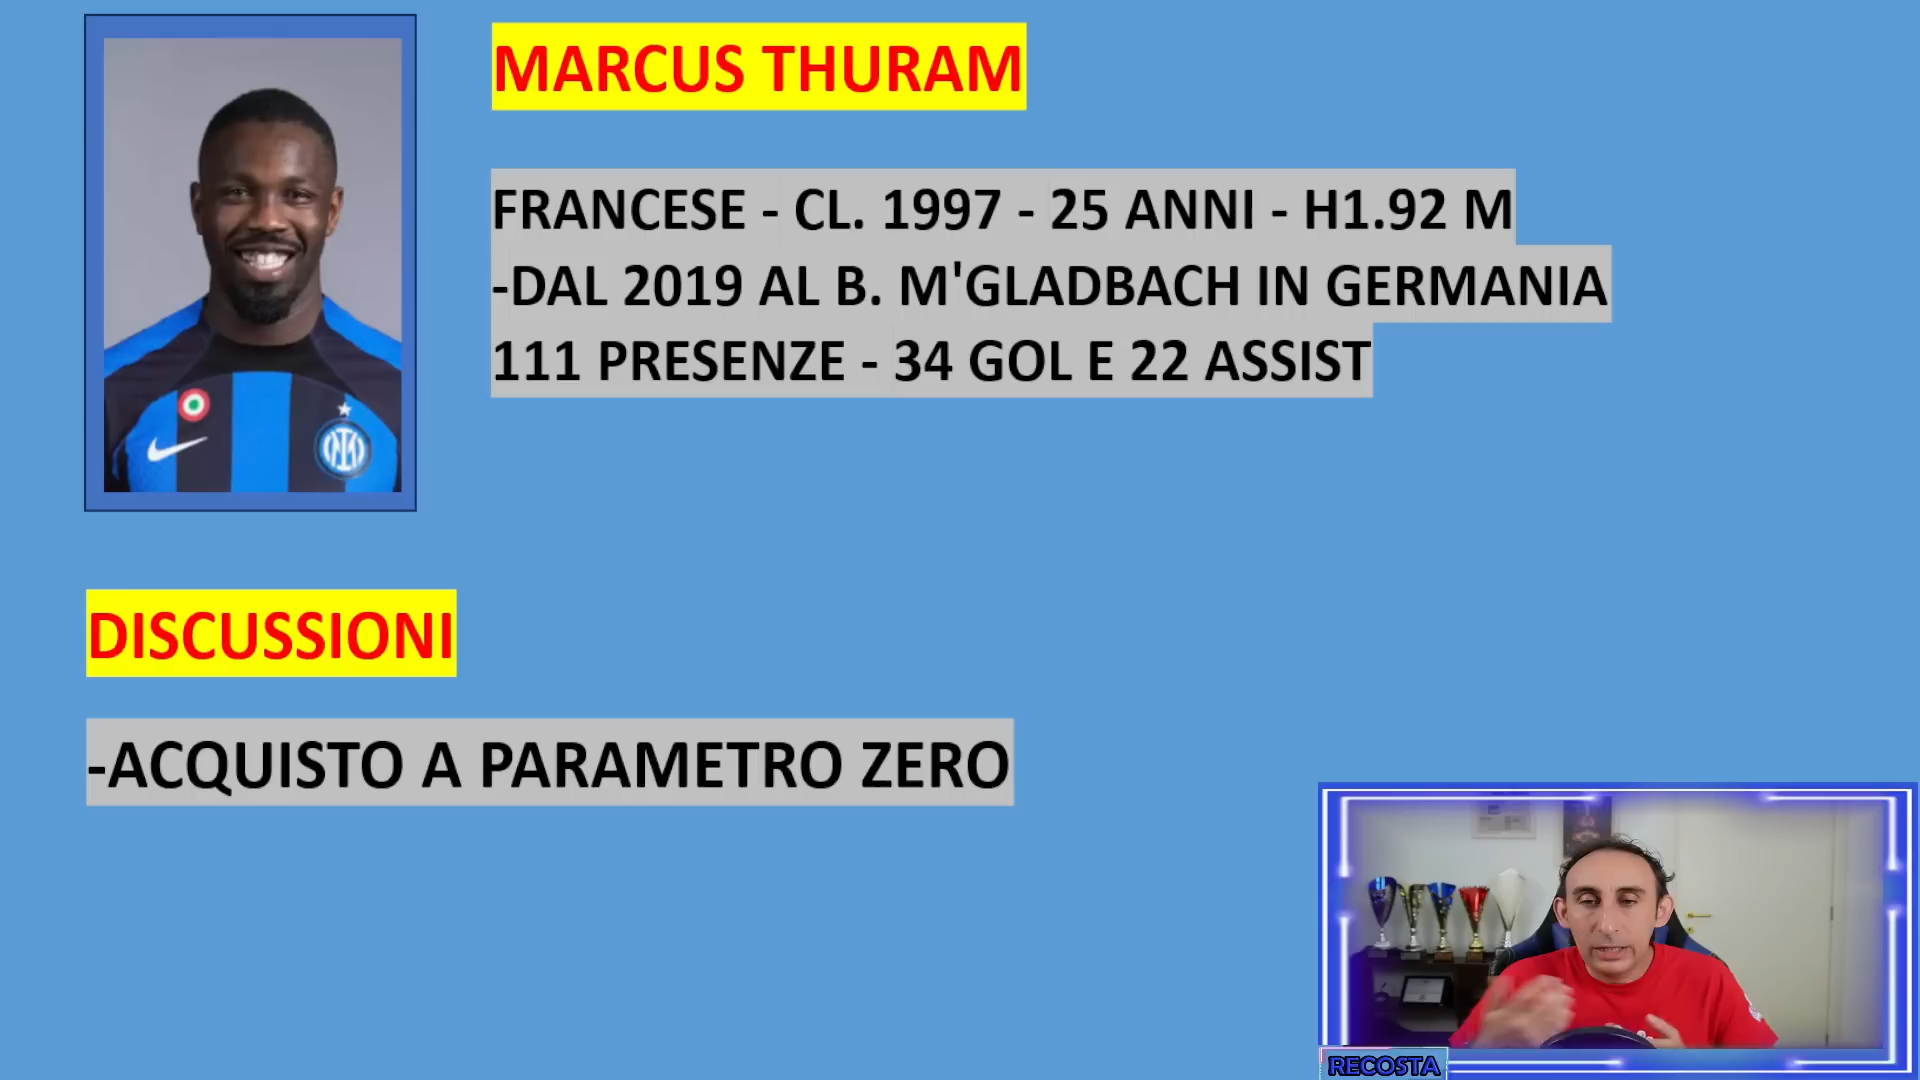 MARCUS THURAM
FRANCESE - CL. 1997 - 25 ANNI - H1.92 M
-DAL 2019 AL B. M'GLADBACH IN GERMANIA
111 PRESENZE - 34 GOL E 22 ASSIST
DISCUSSIONI
-ACQUISTO A PARAMETRO ZERO
RECOSTA